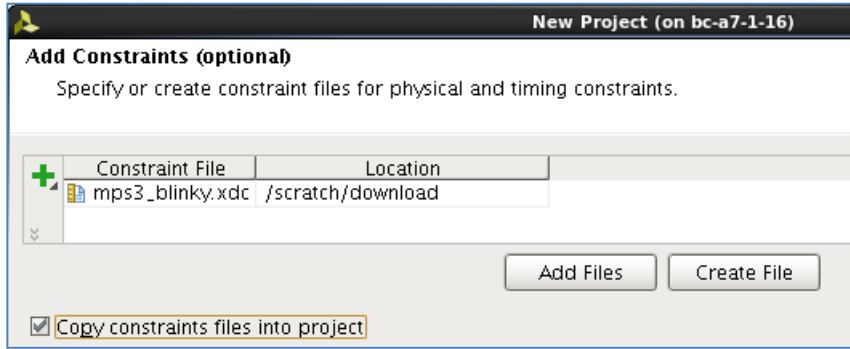 New Project (on bc-a7-1-16)
Add Constraints (optional)
Specify or create constraint files for physical and timing constraints.
Constraint File Location
mps3_blinky.xdc /scratch/download
Add Files Create File
Copy constraints files into project